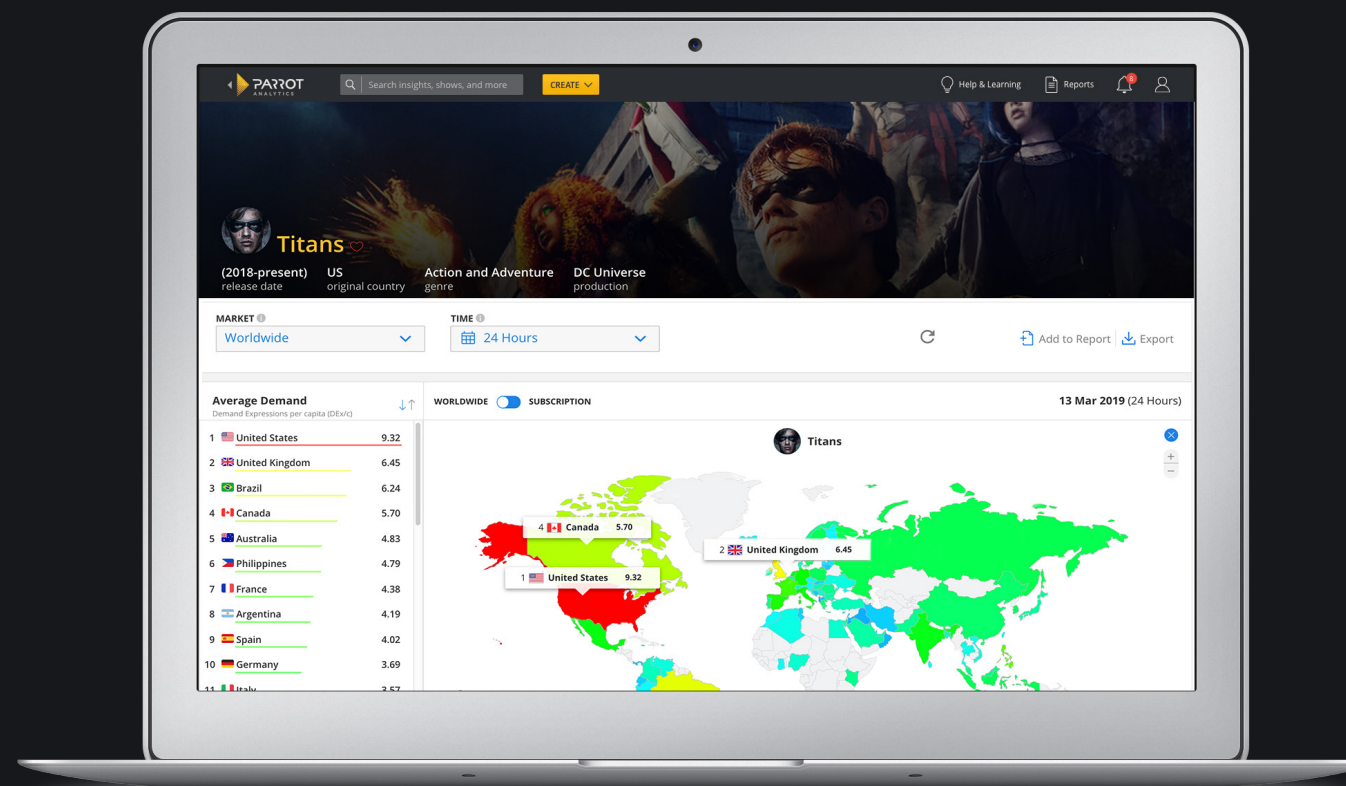 PARROT
ANALYTICS
Search insights, shows, and more
CREATE
Help & Learning
Reports
8
Titans
(2018-present) US Action and Adventure DC Universe
release date original country genre production
MARKET TIME
Worldwide 24 Hours
Add to Report Export
Average Demand
Demand Expressions per capita (DEx/c)
WORLDWIDE SUBSCRIPTION
13 Mar 2019 (24 Hours)
1 United States 9.32
2 United Kingdom 6.45
3 Brazil 6.24
4 Canada 5.70
5 Australia 4.83
6 Philippines 4.79
7 France 4.38
8 Argentina 4.19
9 Spain 4.02
10 Germany 3.69
11 Italy 3.57
Titans
4 Canada 5.70
2 United Kingdom 6.45
1 United States 9.32